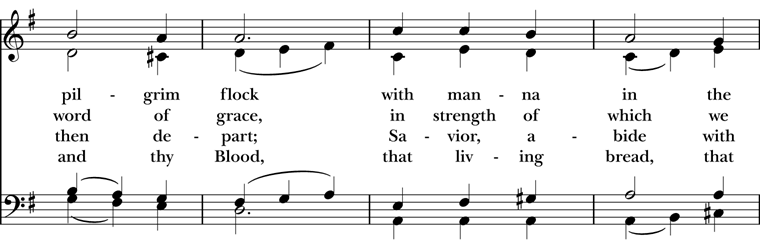 pil - grim flock with man - na in the
word of grace, in strength of which we
then de - part; Sa - vior, a - bide with
and thy Blood, that liv - ing bread, that